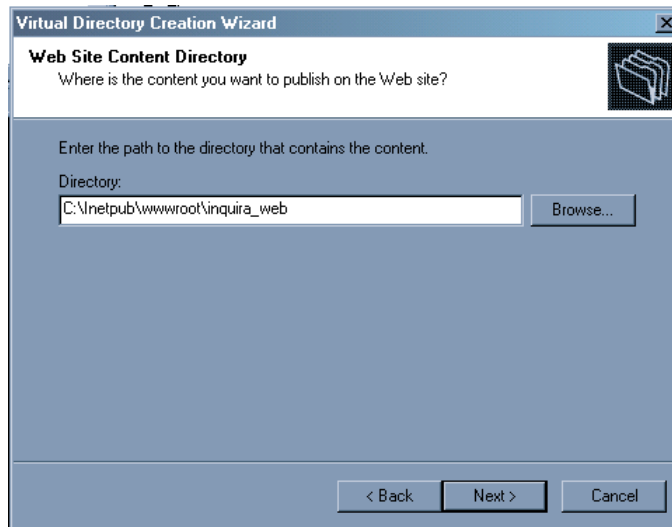 Virtual Directory Creation Wizard
Web Site Content Directory
Where is the content you want to publish on the Web site?
Enter the path to the directory that contains the content.
Directory:
C:\Inetpub\wwwroot\inquira_web
Browse...
< Back
Next >
Cancel